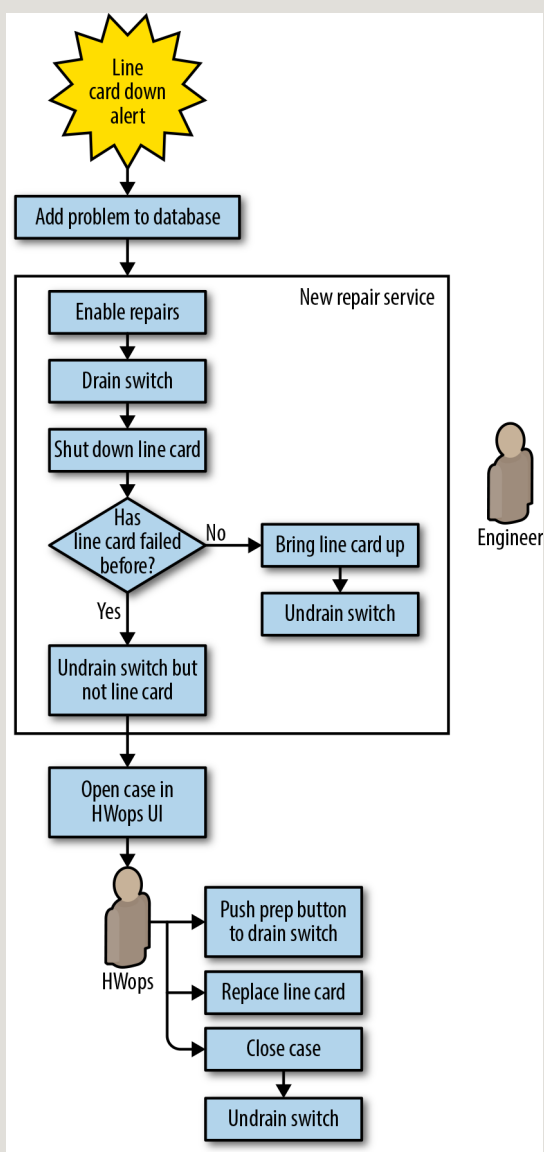 Line
card down
alert
Add problem to database
New repair service
Enable repairs
Drain switch
Shut down line card
Has
line card failed
before?
No
Bring line card up
Undrain switch
Yes
Undrain switch but
not line card
Engineer
Open case in
HWops UI
HWops
Push prep button
to drain switch
Replace line card
Close case
Undrain switch